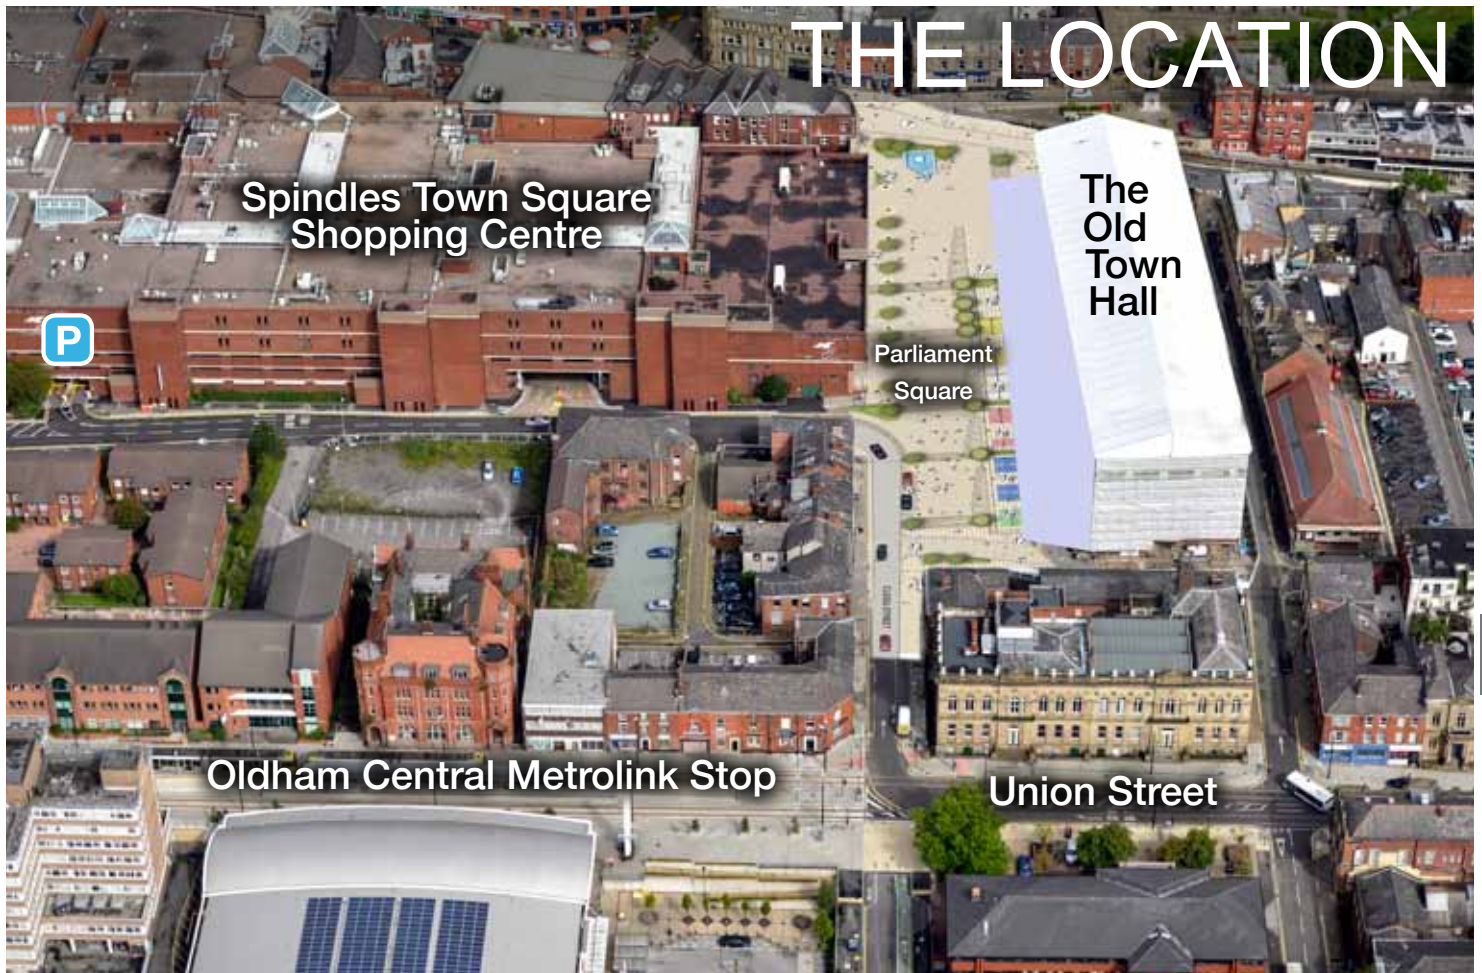 THE LOCATION
Spindles Town Square
Shopping Centre
The
Old
Town
Hall
P
Parliament
Square
Oldham Central Metrolink Stop
Union Street